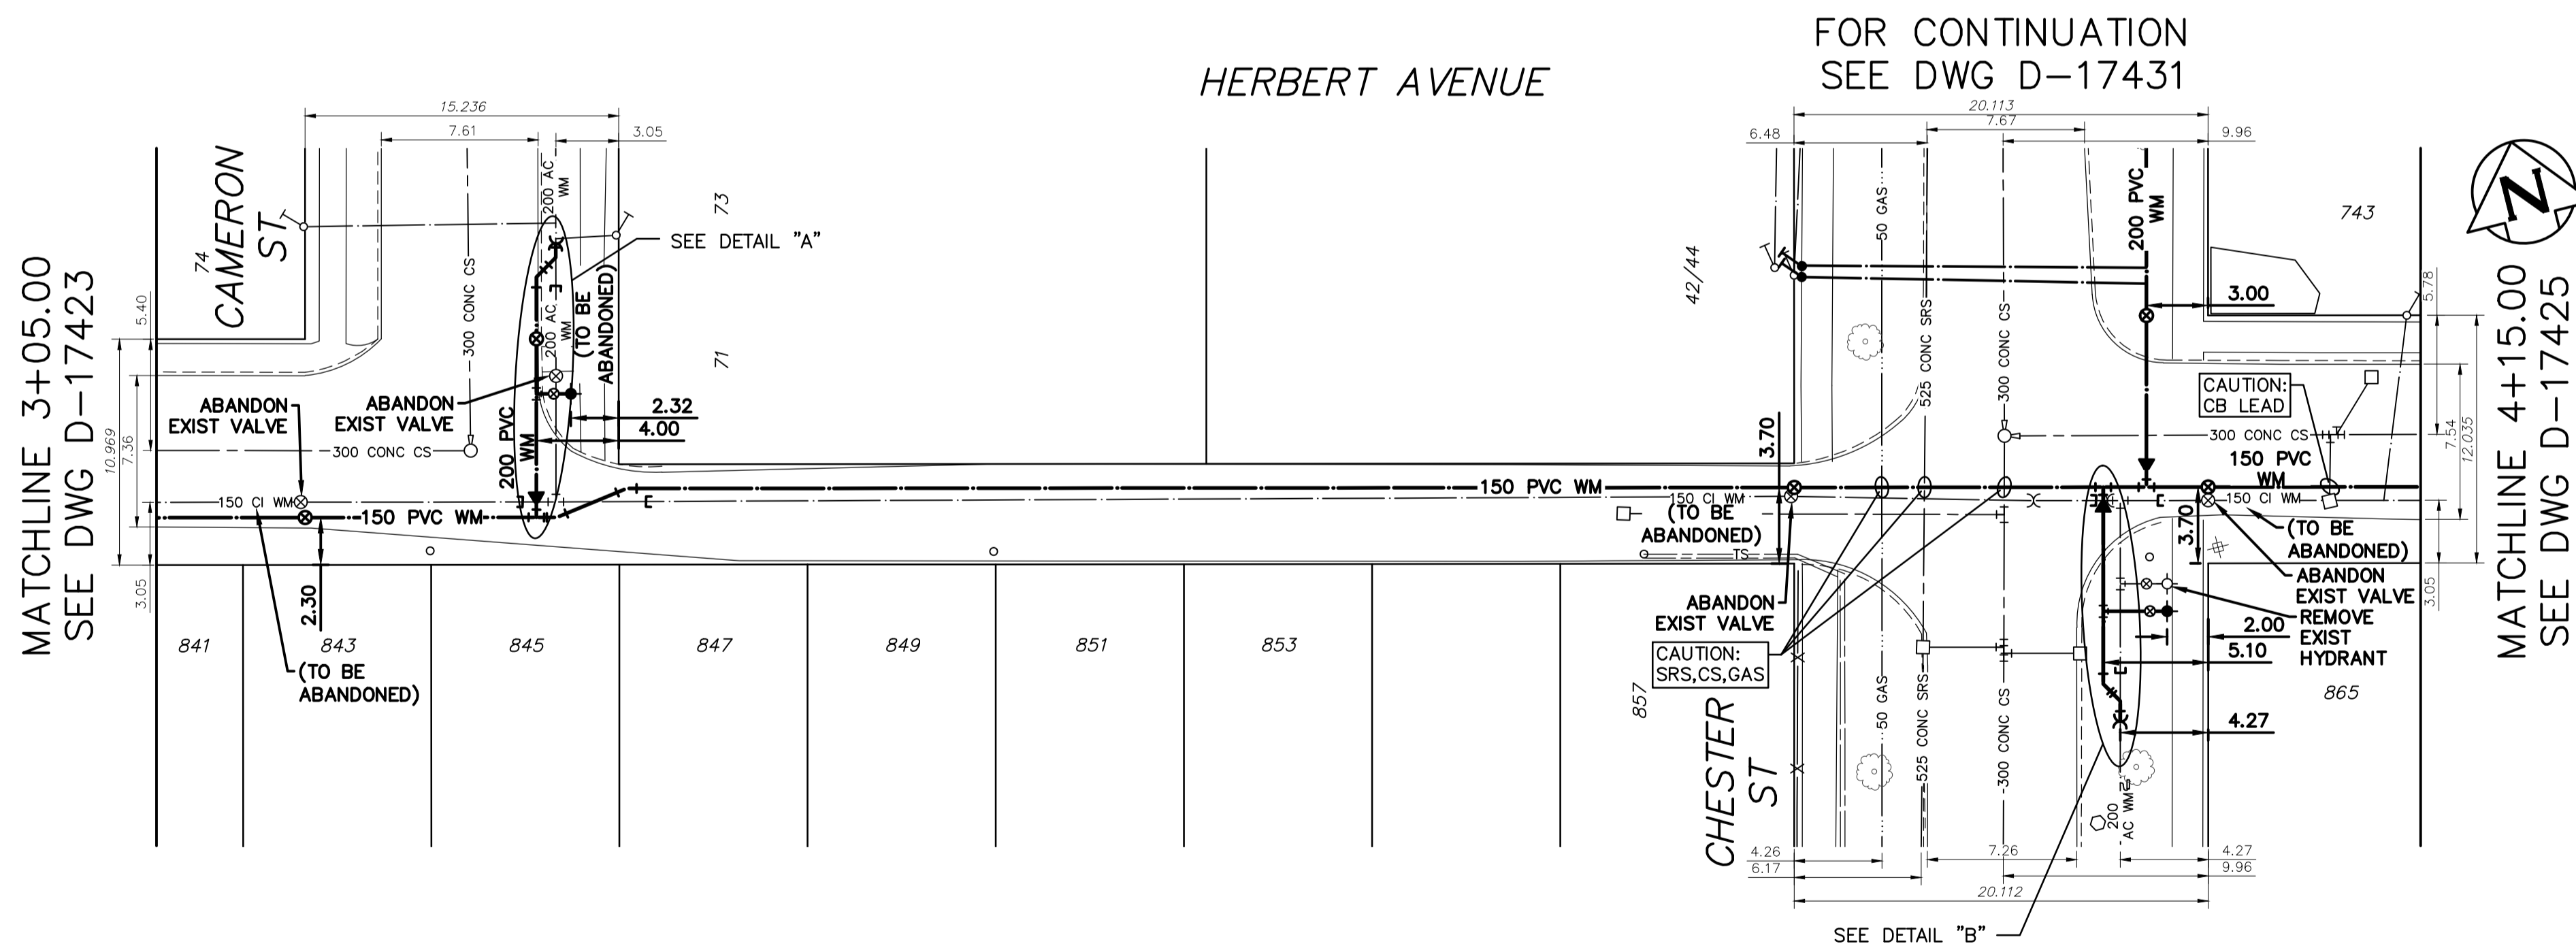 FOR CONTINUATION
SEE DWG D-17431
HERBERT AVENUE
MATCHLINE 3+05.00
SEE DWG D-17423
15.236
7.61
3.05
CAMERON
ST
74
5.40
10.969
7.36
3.05
300 CONC CS
200 AC
WM
73
SEE DETAIL "A"
200 AC
WM
(TO BE
ABANDONED)
71
ABANDON
EXIST VALVE
ABANDON
EXIST VALVE
2.32
4.00
300 CONC CS
200 PVC
WM
150 CI WM
150 PVC WM
2.30
(TO BE
ABANDONED)
841
843
845
847
849
851
853
857
150 PVC WM
150 CI WM
(TO BE
ABANDONED)
TS
3.70
ABANDON
EXIST VALVE
CAUTION:
SRS,CS,GAS
CHESTER
ST
42/44
20.113
7.67
6.48
9.96
50 GAS
525 CONC SRS
300 CONC CS
200 PVC
WM
743
3.00
N
5.78
7.54
12.035
3.05
CAUTION:
CB LEAD
300 CONC CS
150 PVC
WM
150 CI WM
3.70
(TO BE
ABANDONED)
ABANDON
EXIST VALVE
REMOVE
EXIST
HYDRANT
2.00
5.10
4.27
865
50 GAS
525 CONC SRS
300 CONC CS
200
AC WM
4.26
6.17
7.26
4.27
9.96
20.112
SEE DETAIL "B"
MATCHLINE 4+15.00
SEE DWG D-17425